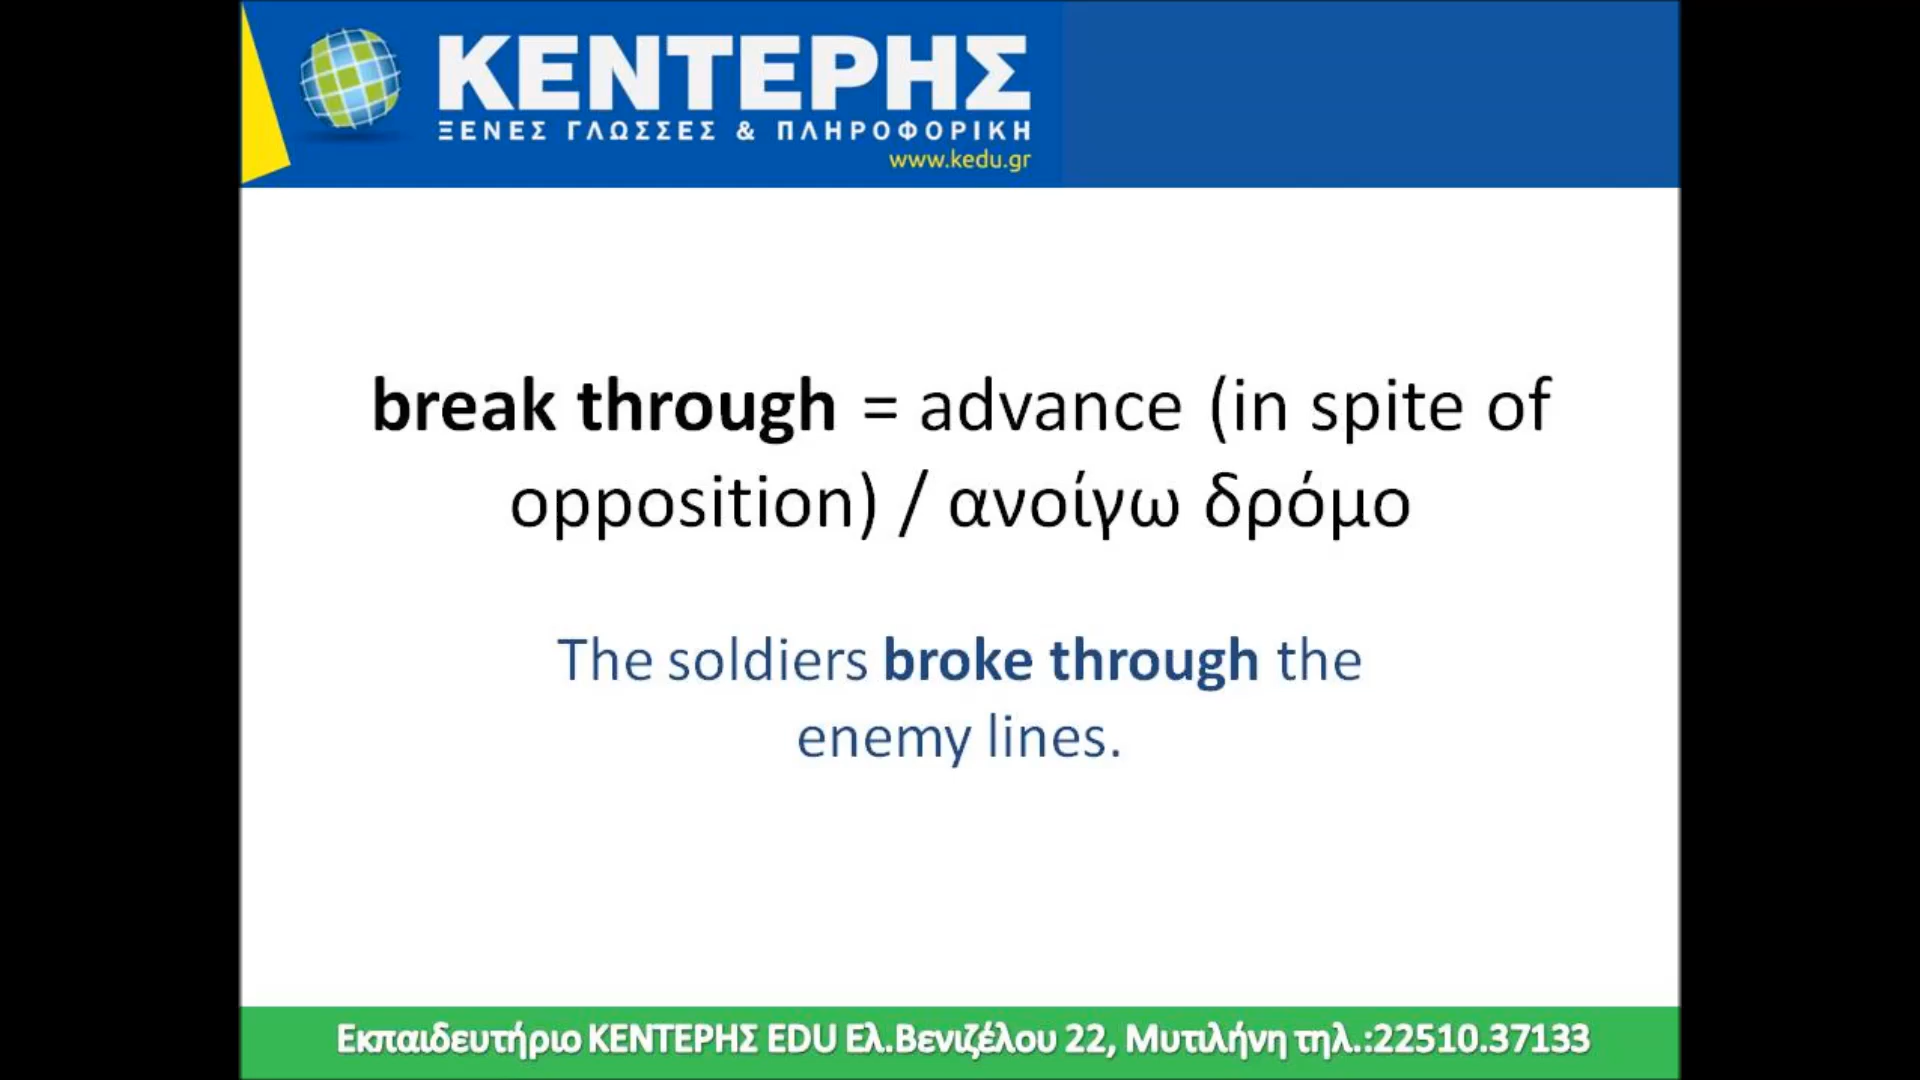 ΚΕΝΤΕΡΗΣ
ΞΕΝΕΣ ΓΛΩΣΣΕΣ & ΠΛΗΡΟΦΟΡΙΚΗ
www.kedu.gr
break through = advance (in spite of
opposition) / ανοίγω δρόμο
The soldiers broke through the
enemy lines.
Εκπαιδευτήριο ΚΕΝΤΕΡΗΣ EDU Ελ.Βενιζέλου 22, Μυτιλήνη τηλ.:22510.37133